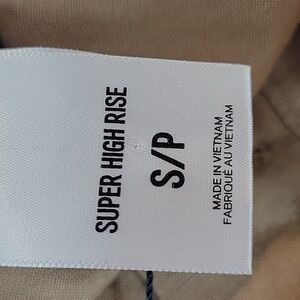 SUPER HIGH RISE
S/P
MADE IN VIETNAM
FABRIQUÉ AU VIETNAM